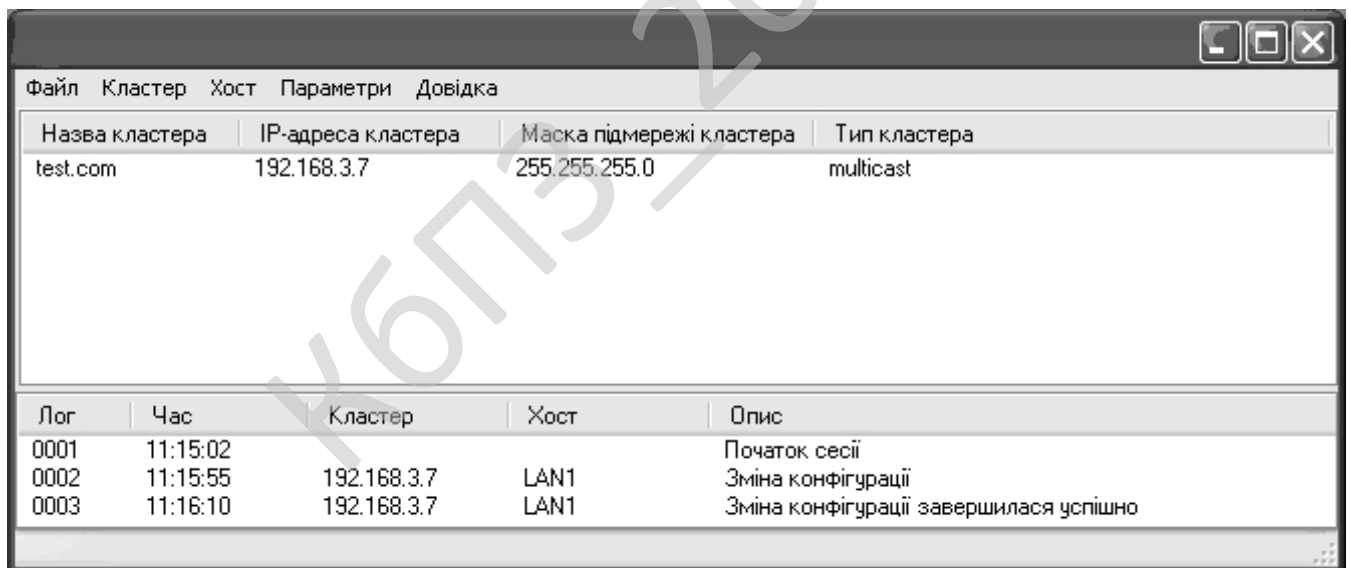 Файл Кластер Хост Параметри Довідка
Назва кластера IP-адреса кластера Маска підмережі кластера Тип кластера
test.com 192.168.3.7 255.255.255.0 multicast
Лог Час Кластер Хост Опис
0001 11:15:02 Початок сесії
0002 11:15:55 192.168.3.7 LAN1 Зміна конфігурації
0003 11:16:10 192.168.3.7 LAN1 Зміна конфігурації завершилася успішно
КбПЗ_20